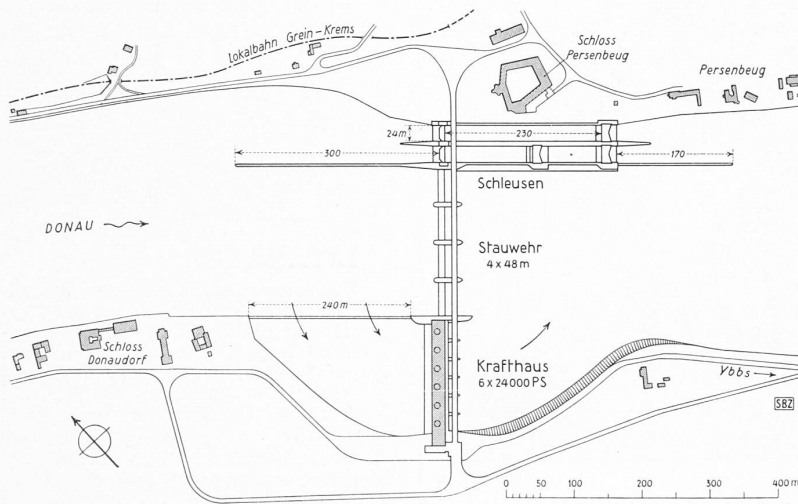 Lokalbahn Grein-Krems
Schloss
Persenbeug
Persenbeug
24m
230
300
170
Schleusen
DONAU
Stauwehr
4 x 48 m
240 m
Schloss
Donaudorf
Krafthaus
6 x 24000 PS
Ybbs
SBZ
0 50 100 200 300 400 m